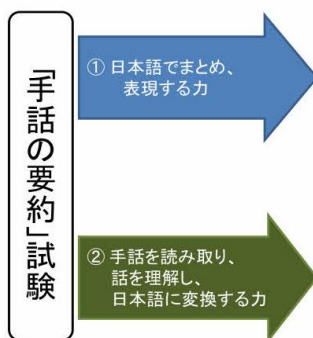 「手話の要約」試験
① 日本語でまとめ、
表現する力
② 手話を読み取り、
話を理解し、
日本語に変換する力